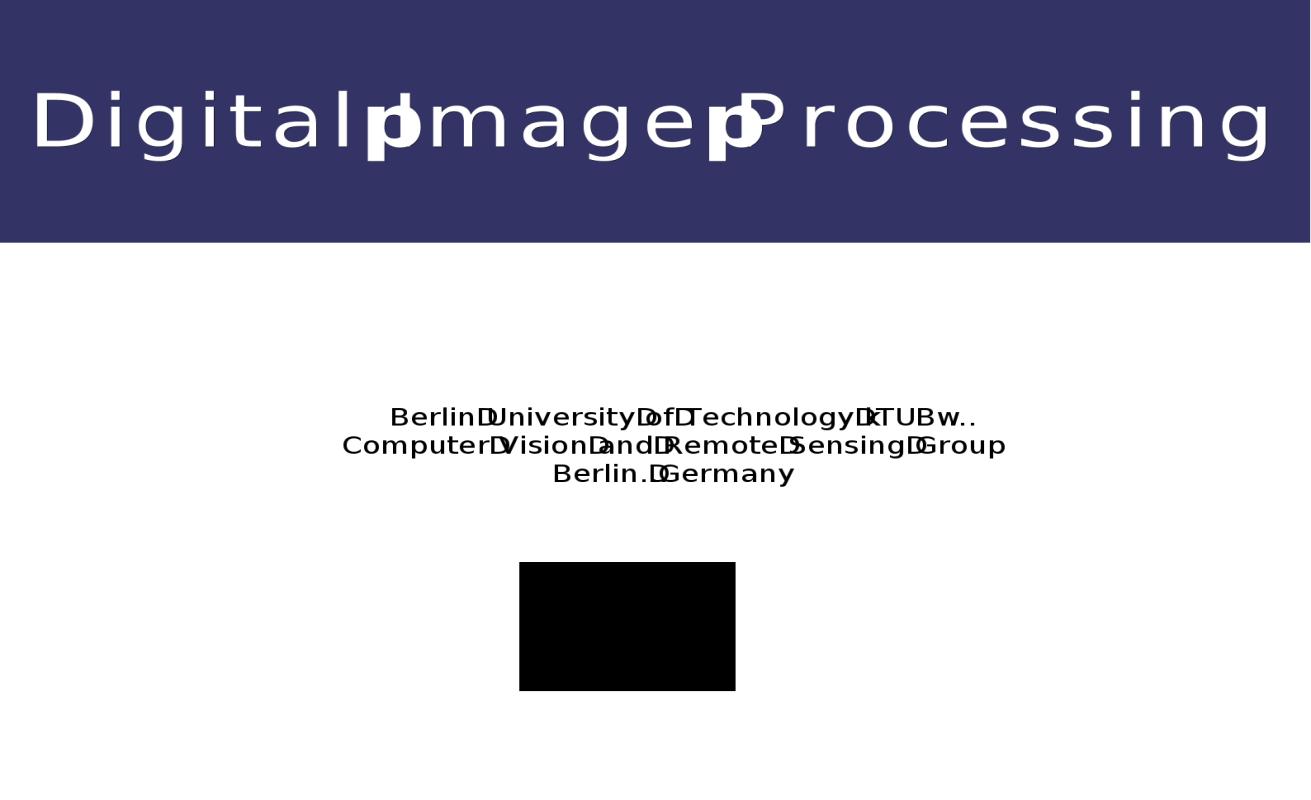 Digital Image Processing
Berlin University of Technology (TUB),
Computer Vision and Remote Sensing Group
Berlin, Germany